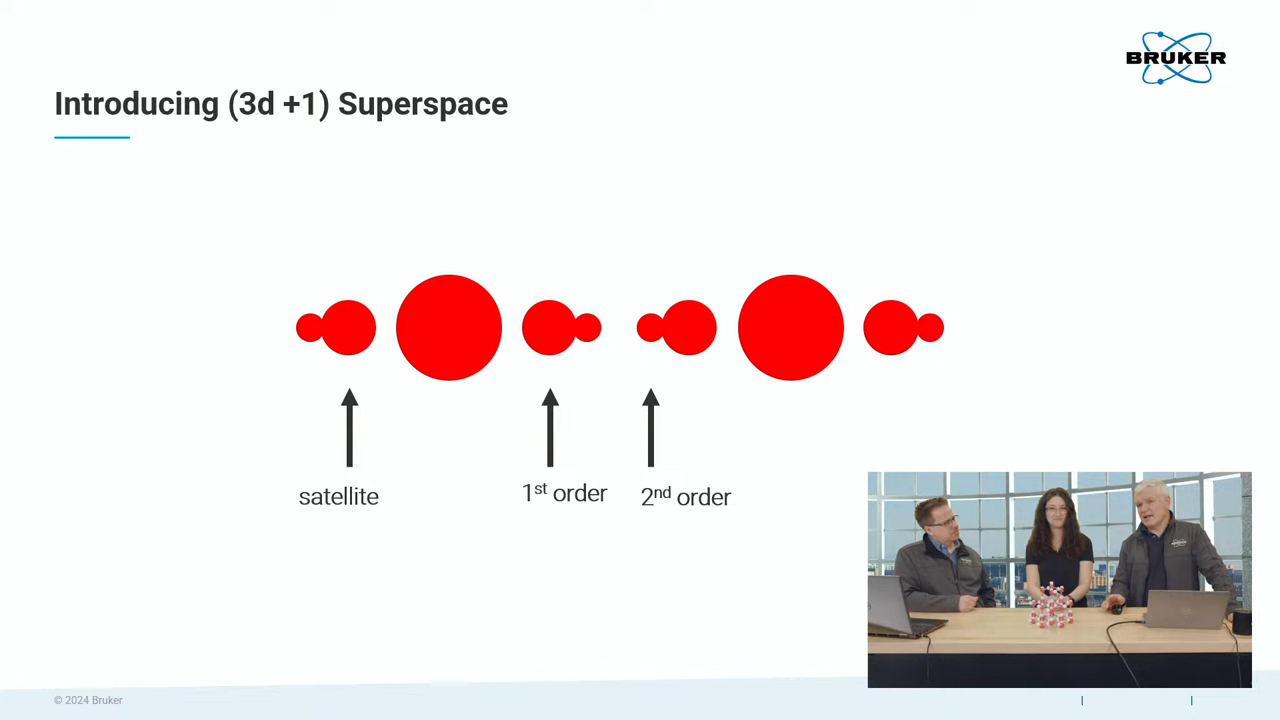 BRUKER
Introducing (3d +1) Superspace
satellite
1st order
2nd order
© 2024 Bruker